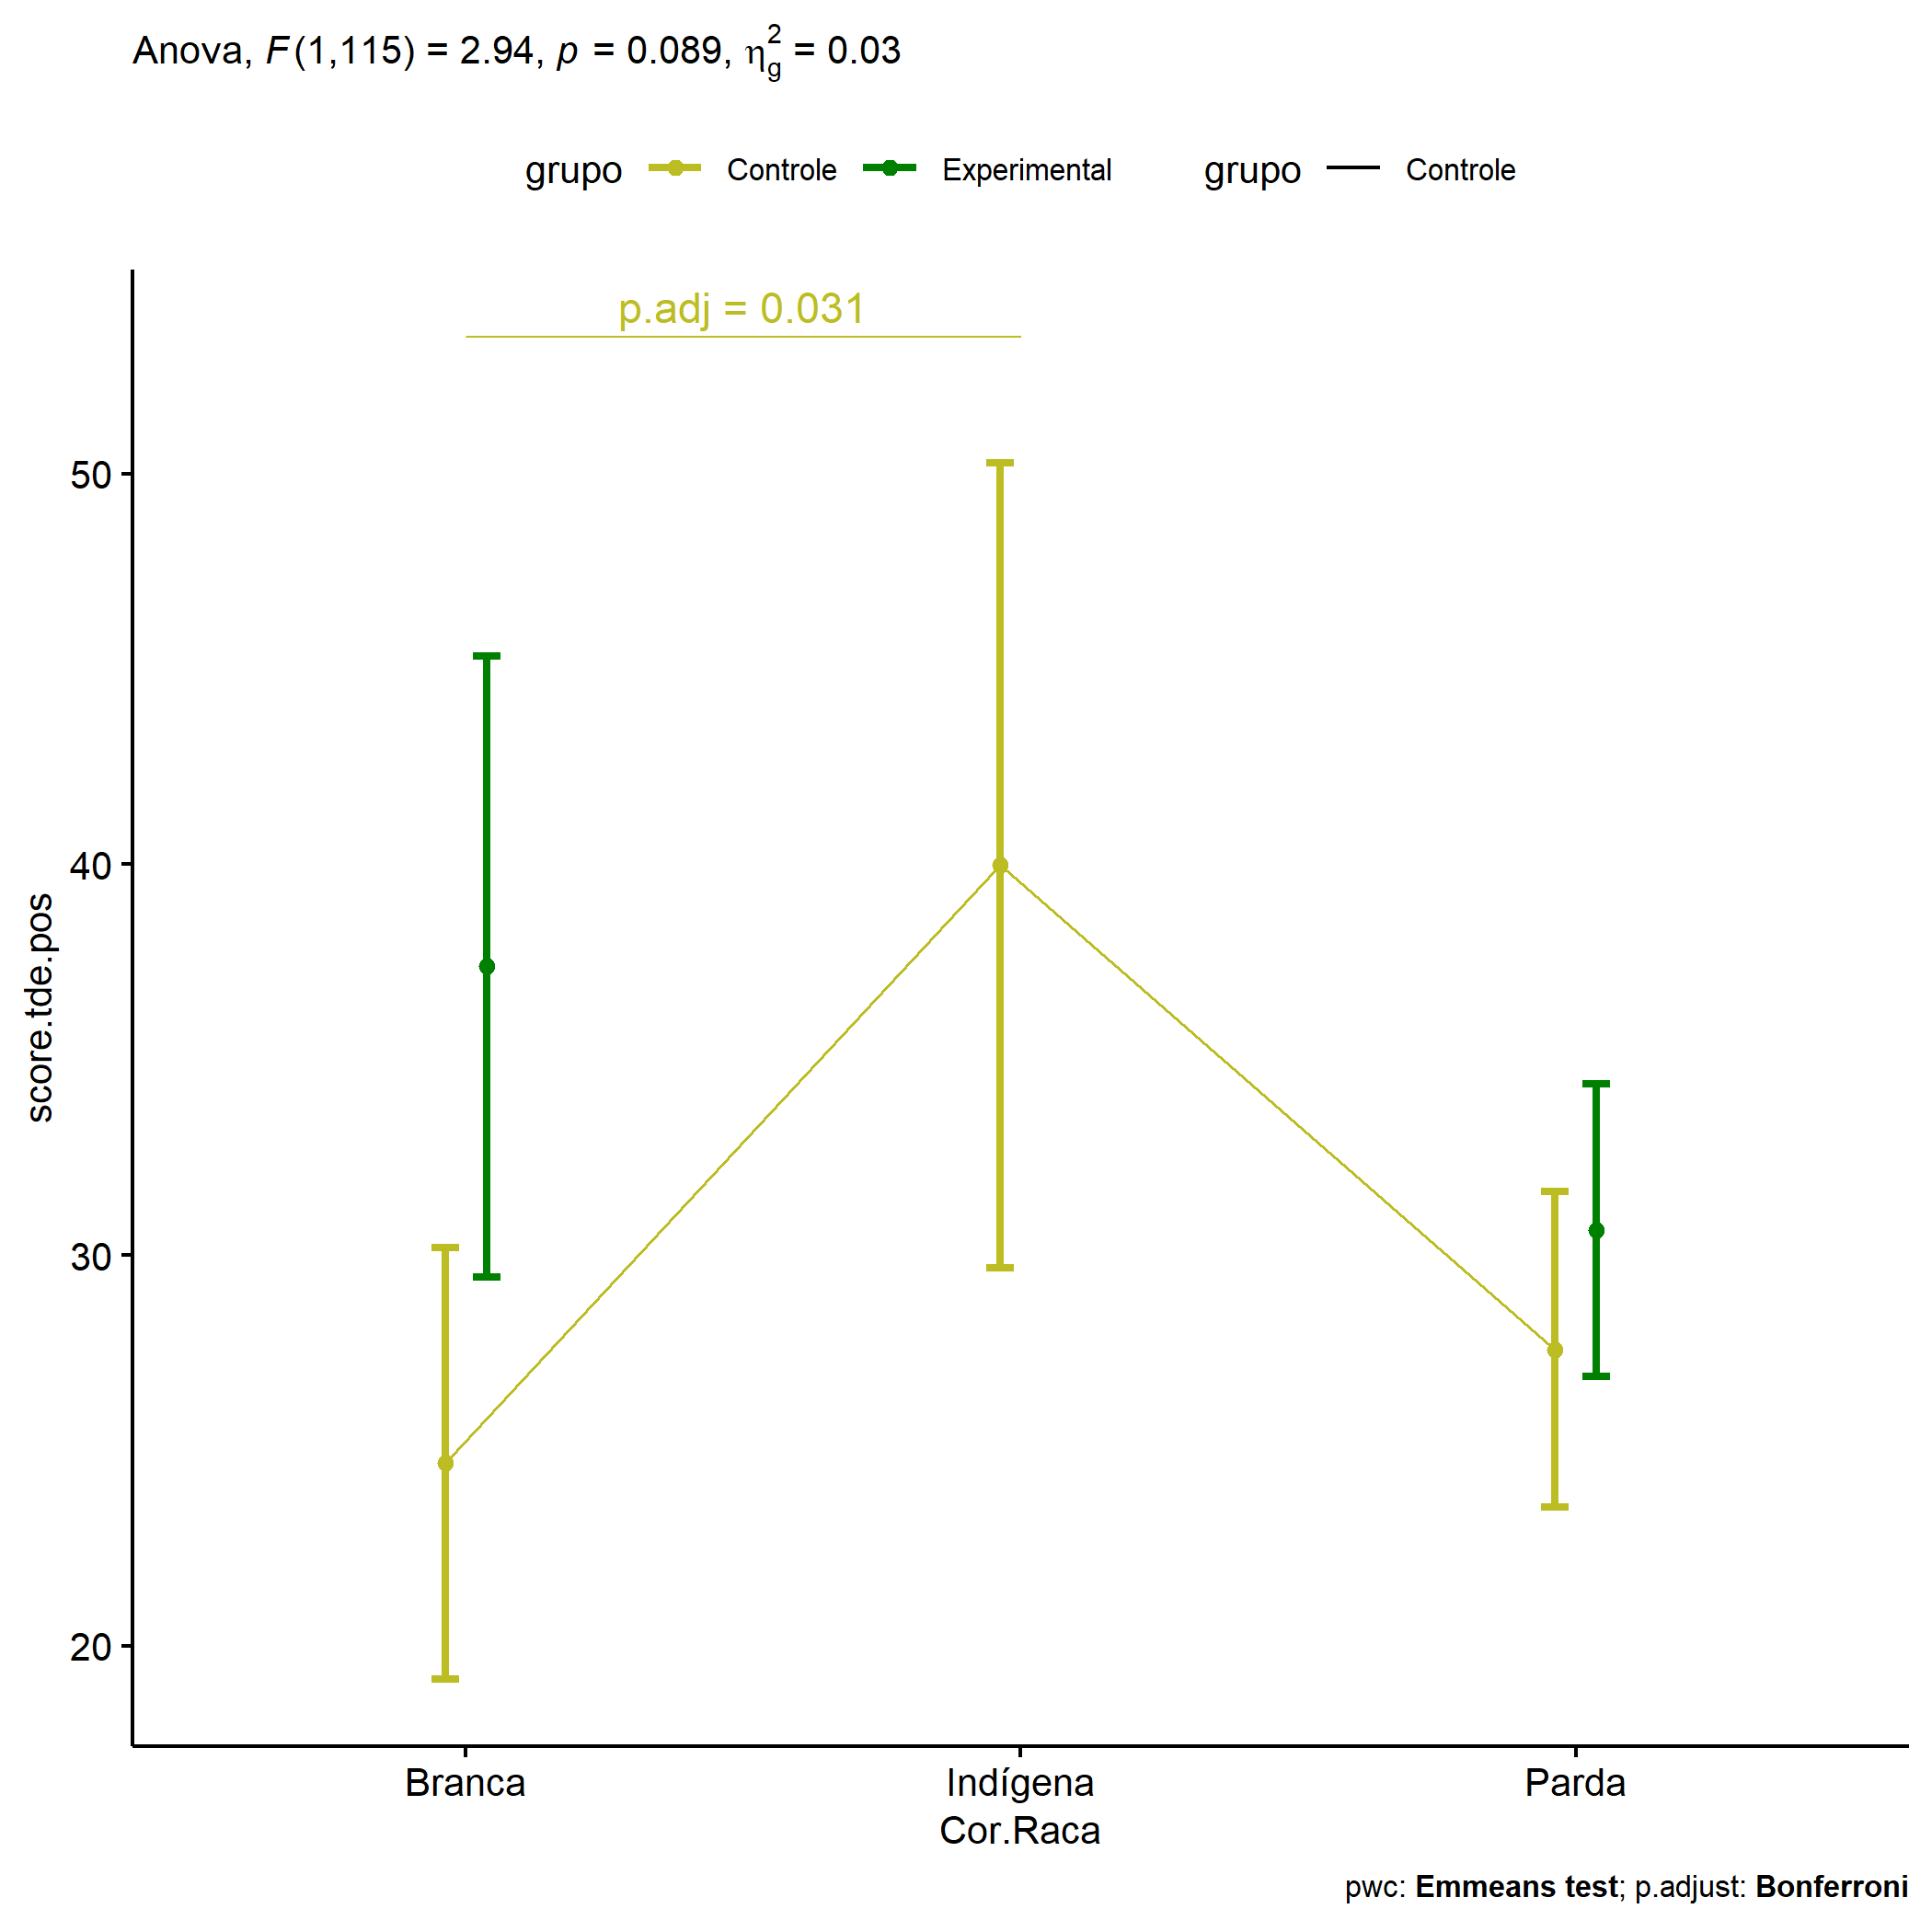 Anova, F(1,115) = 2.94, p = 0.089, η²g = 0.03
grupo Controle Experimental grupo Controle
p.adj = 0.031
50
40
30
20
score.tde.pos
Branca Indígena Parda
Cor.Raca
pwc: Emmeans test; p.adjust: Bonferroni